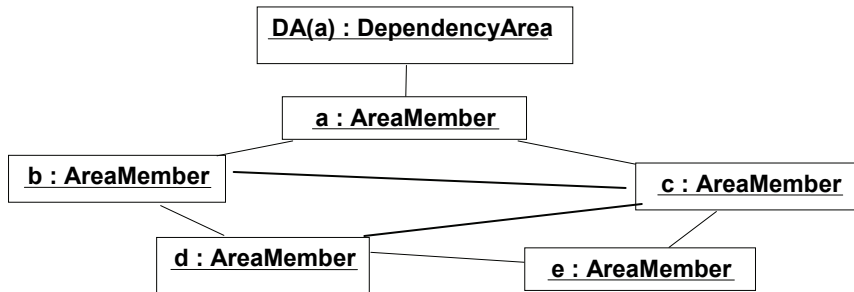 DA(a) : DependencyArea
a : AreaMember
b : AreaMember
c : AreaMember
d : AreaMember
e : AreaMember